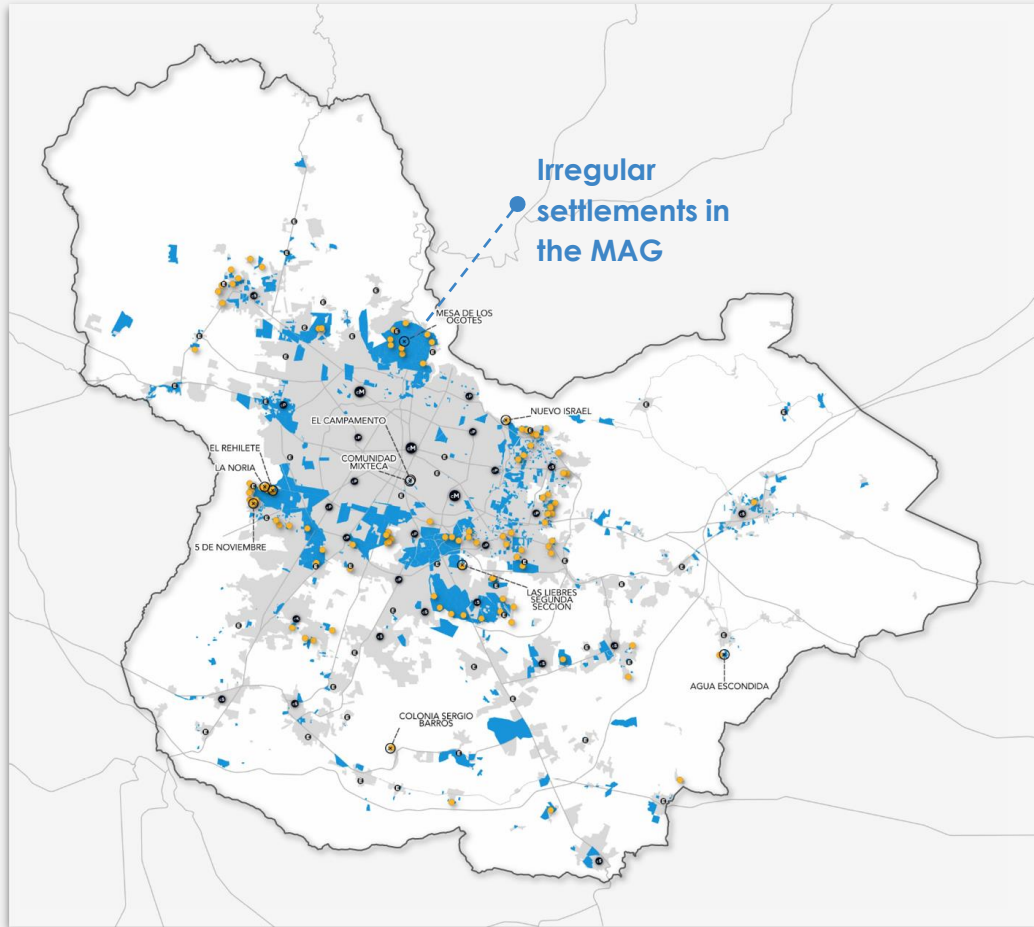 Irregular
settlements in
the MAG
MESA DE LOS
OCOTES
NUEVO ISRAEL
EL CAMPAMENTO
EL REHILETE
COMUNIDAD
MIXTECA
LA NORIA
5 DE NOVIEMBRE
LAS LIEBRES
SEGUNDA
SECCION
AGUA ESCONDIDA
COLONIA SERGIO
BARROS